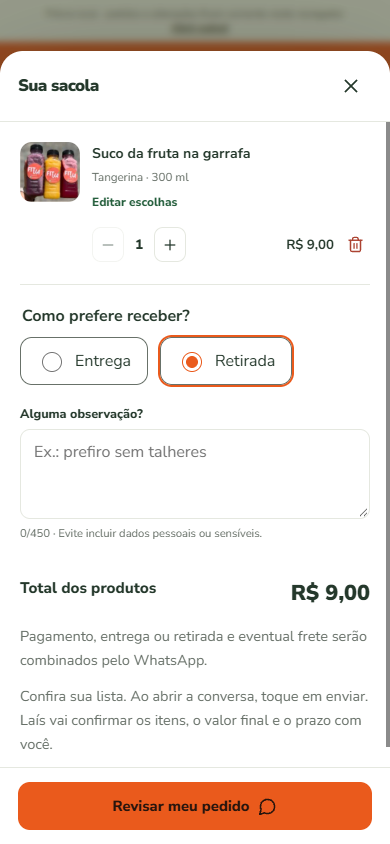 Sua sacola
Suco da fruta na garrafa
Tangerina · 300 ml
Editar escolhas
1
R$ 9,00
Como prefere receber?
Entrega
Retirada
Alguma observação?
Ex.: prefiro sem talheres
0/450 · Evite incluir dados pessoais ou sensíveis.
Total dos produtos
R$ 9,00
Pagamento, entrega ou retirada e eventual frete serão
combinados pelo WhatsApp.
Confira sua lista. Ao abrir a conversa, toque em enviar.
Laís vai confirmar os itens, o valor final e o prazo com
você.
Revisar meu pedido